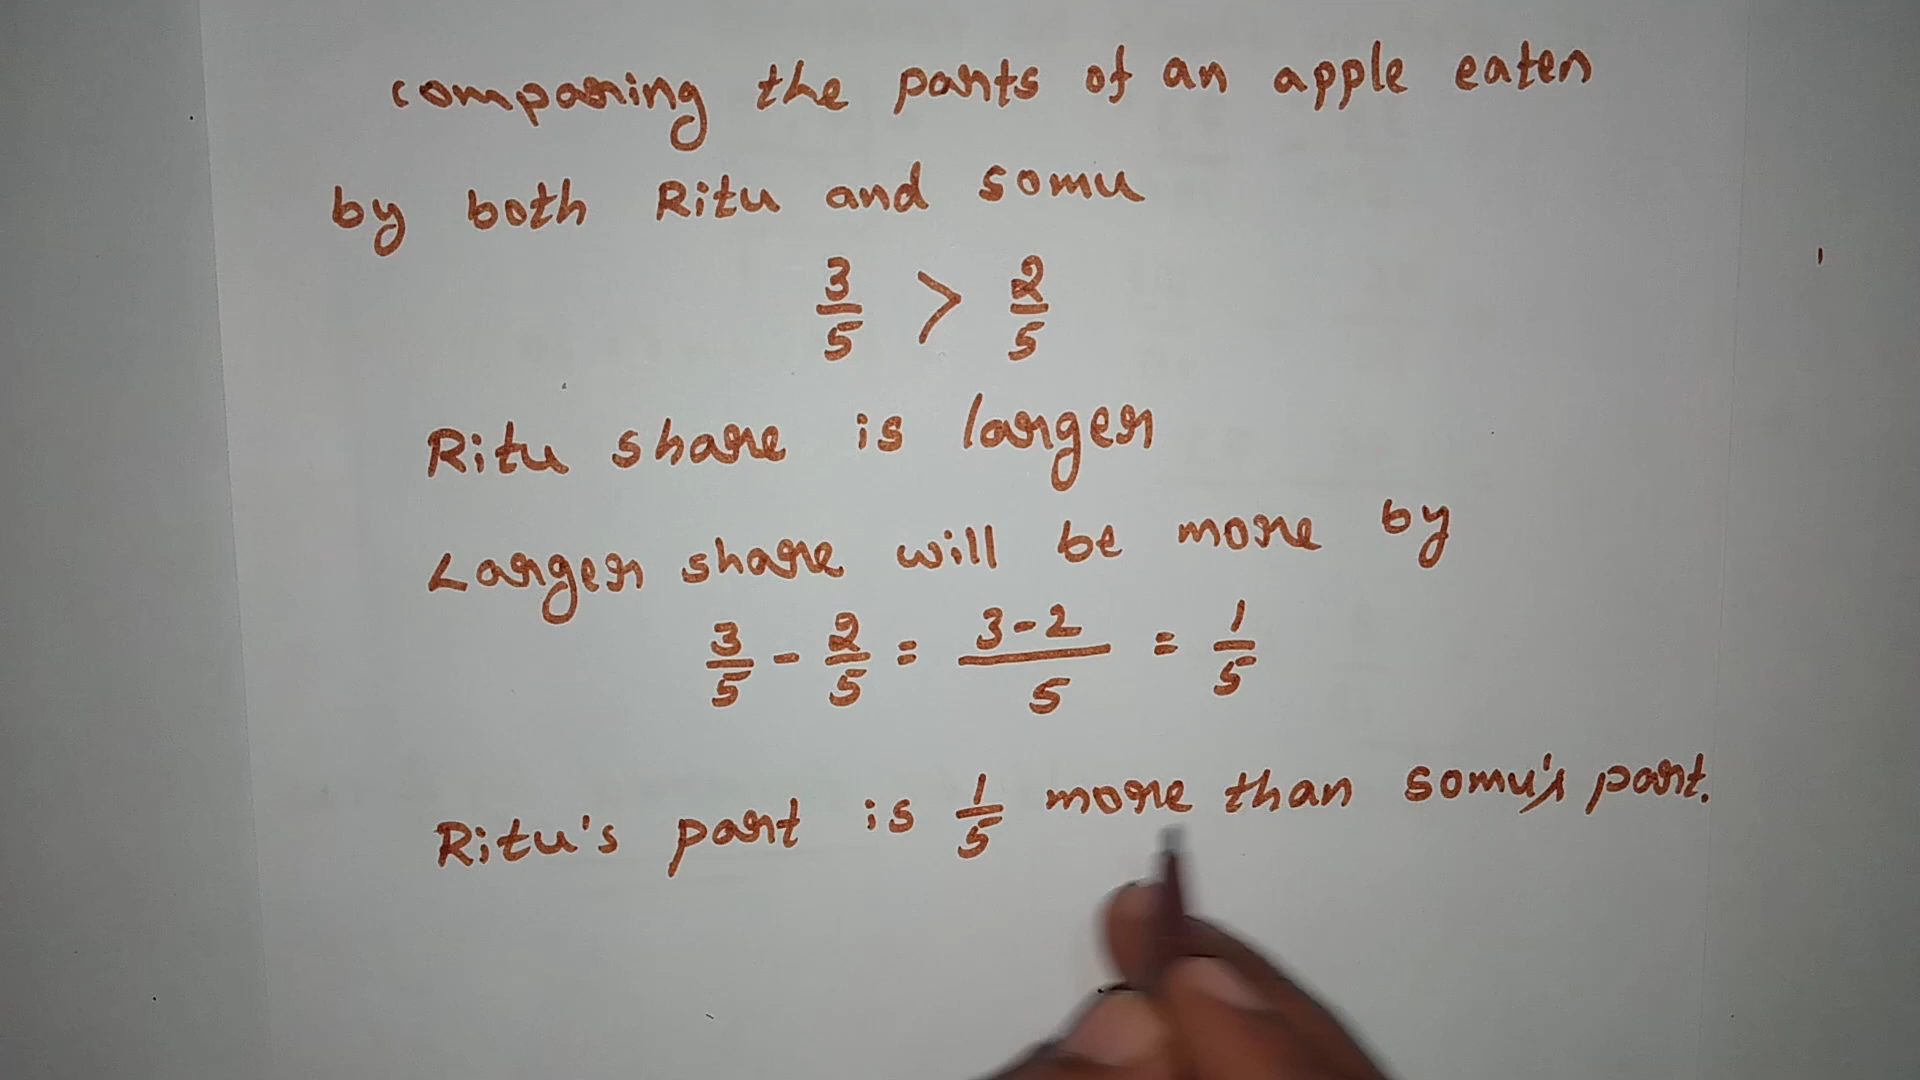 comparing the parts of an apple eaten
by both Ritu and somu
3/5 > 2/5
Ritu share is larger
Larger share will be more by
3/5 - 2/5 = 3-2/5 = 1/5
Ritu's part is 1/5 more than somu's part.